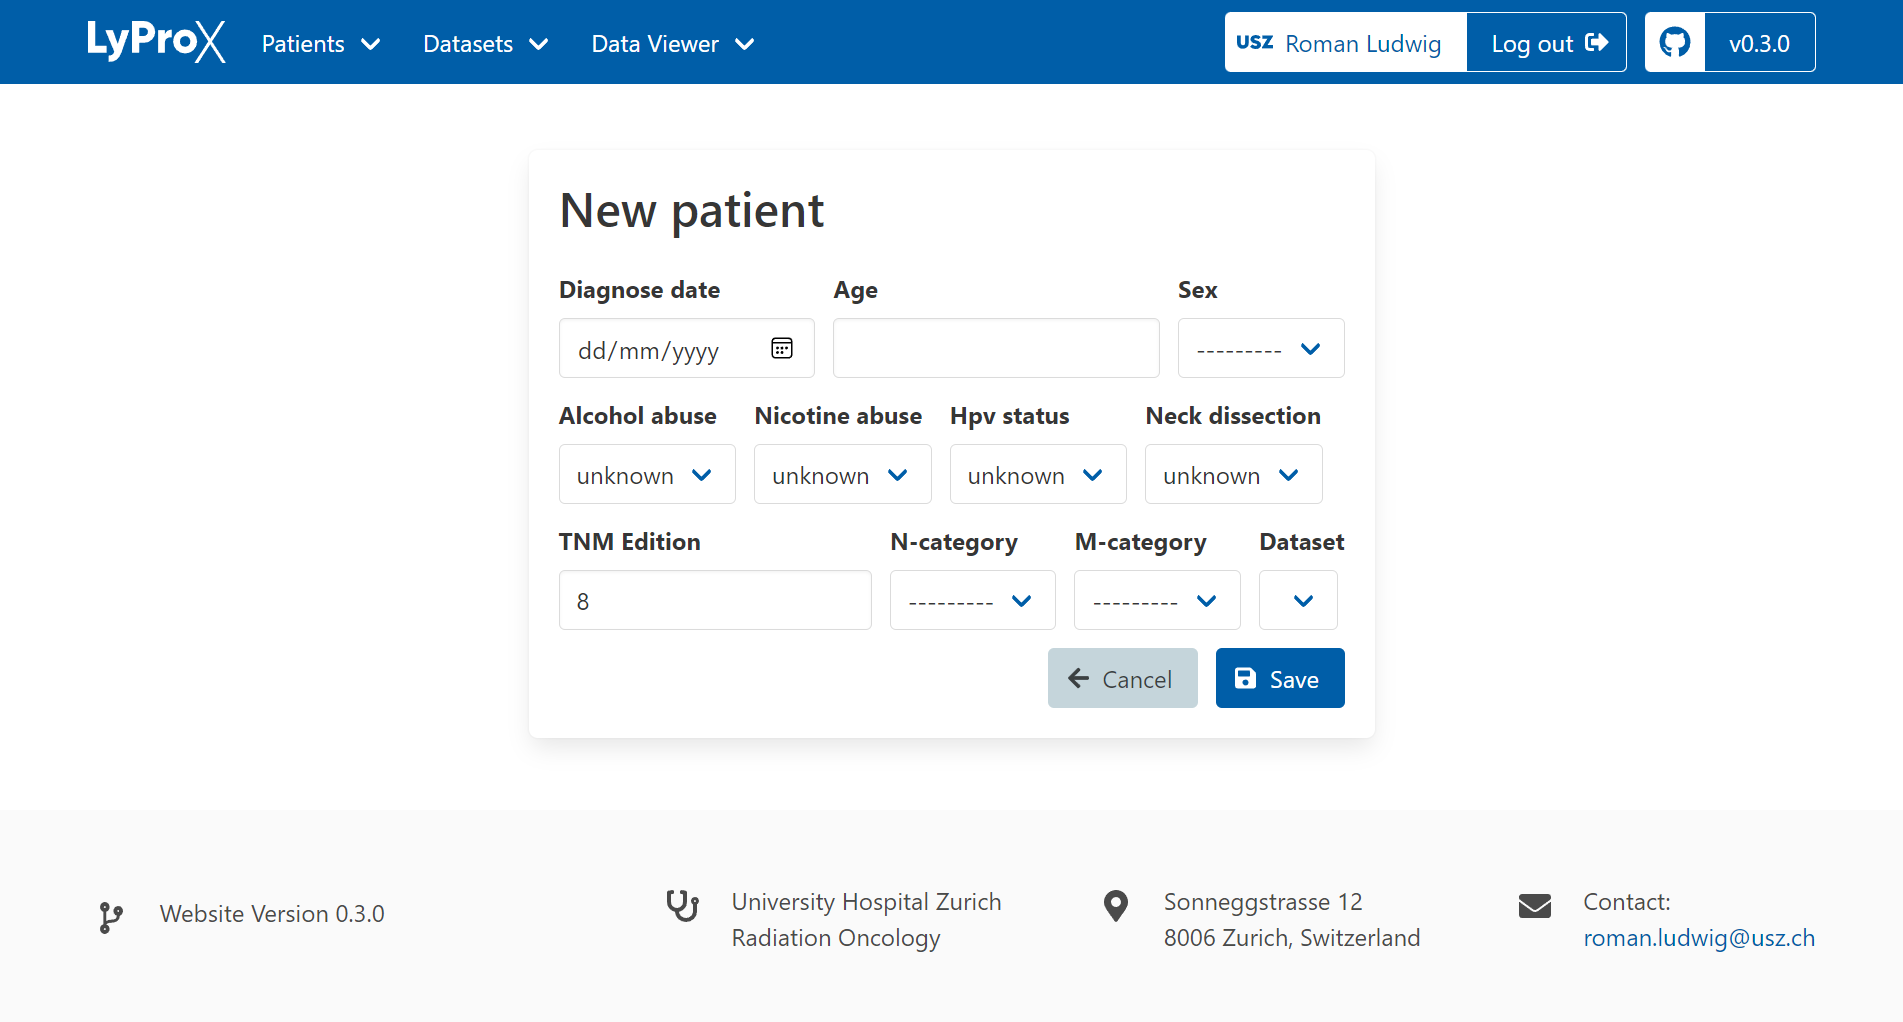 LyProX Patients Datasets Data Viewer USZ Roman Ludwig Log out v0.3.0
New patient
Diagnose date Age Sex
dd/mm/yyyy ---------
Alcohol abuse Nicotine abuse Hpv status Neck dissection
unknown unknown unknown unknown
TNM Edition N-category M-category Dataset
8 --------- ---------
Cancel Save
Website Version 0.3.0
University Hospital Zurich
Radiation Oncology
Sonneggstrasse 12
8006 Zurich, Switzerland
Contact:
roman.ludwig@usz.ch